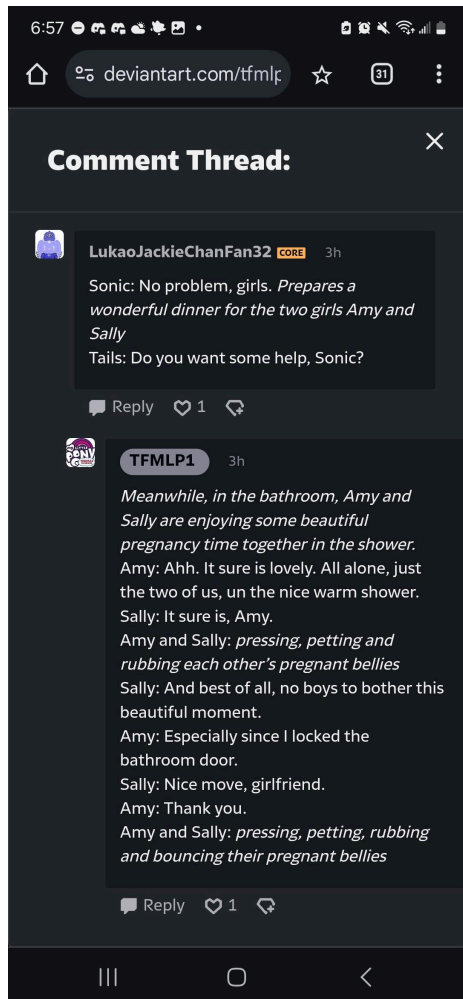 6:57
deviantart.com/tfmlp
31
Comment Thread:
LukaoJackieChanFan32 CORE 3h
Sonic: No problem, girls. Prepares a
wonderful dinner for the two girls Amy and
Sally
Tails: Do you want some help, Sonic?
Reply 1
TFMLP1 3h
Meanwhile, in the bathroom, Amy and
Sally are enjoying some beautiful
pregnancy time together in the shower.
Amy: Ahh. It sure is lovely. All alone, just
the two of us, un the nice warm shower.
Sally: It sure is, Amy.
Amy and Sally: pressing, petting and
rubbing each other's pregnant bellies
Sally: And best of all, no boys to bother this
beautiful moment.
Amy: Especially since I locked the
bathroom door.
Sally: Nice move, girlfriend.
Amy: Thank you.
Amy and Sally: pressing, petting, rubbing
and bouncing their pregnant bellies
Reply 1